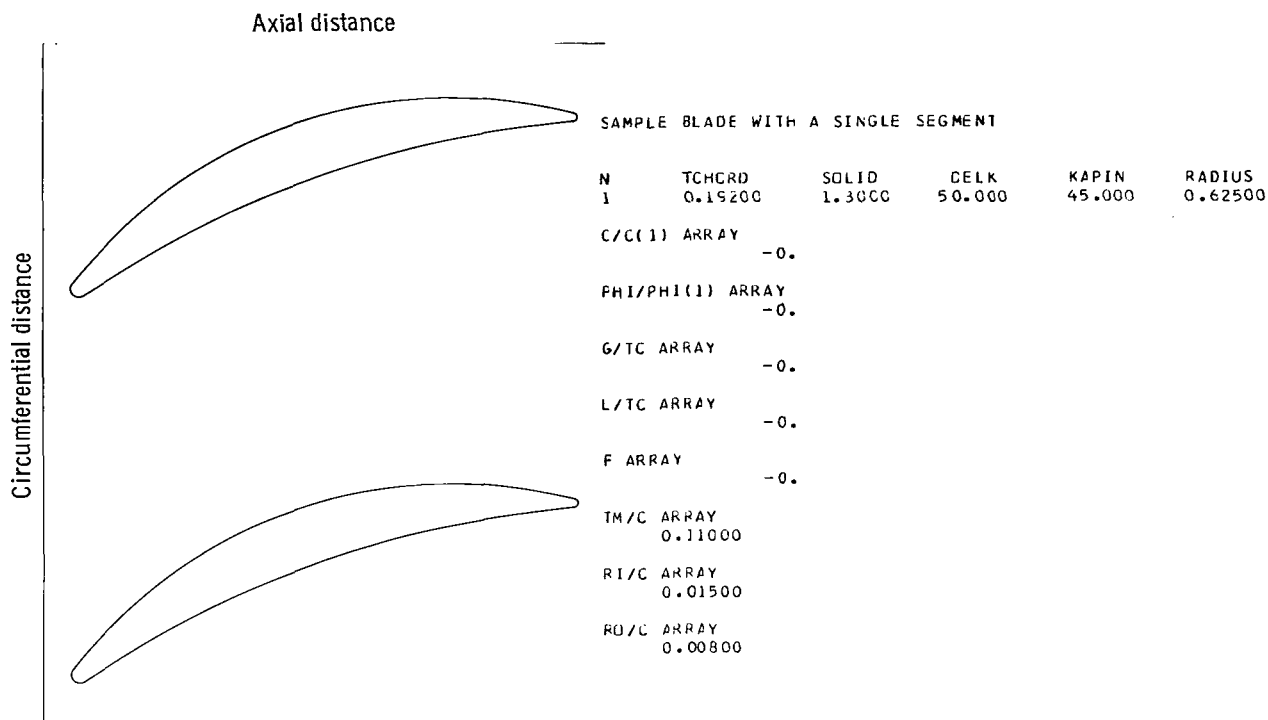 Axial distance
Circumferential distance
SAMPLE BLADE WITH A SINGLE SEGMENT
N TCHORD SOLID DELK KAPIN RADIUS
1 0.19200 1.3000 50.000 45.000 0.62500
C/C(1) ARRAY
-0.
PHI/PHI(1) ARRAY
-0.
G/TC ARRAY
-0.
L/TC ARRAY
-0.
F ARRAY
-0.
TM/C ARRAY
0.11000
RI/C ARRAY
0.01500
RO/C ARRAY
0.00800